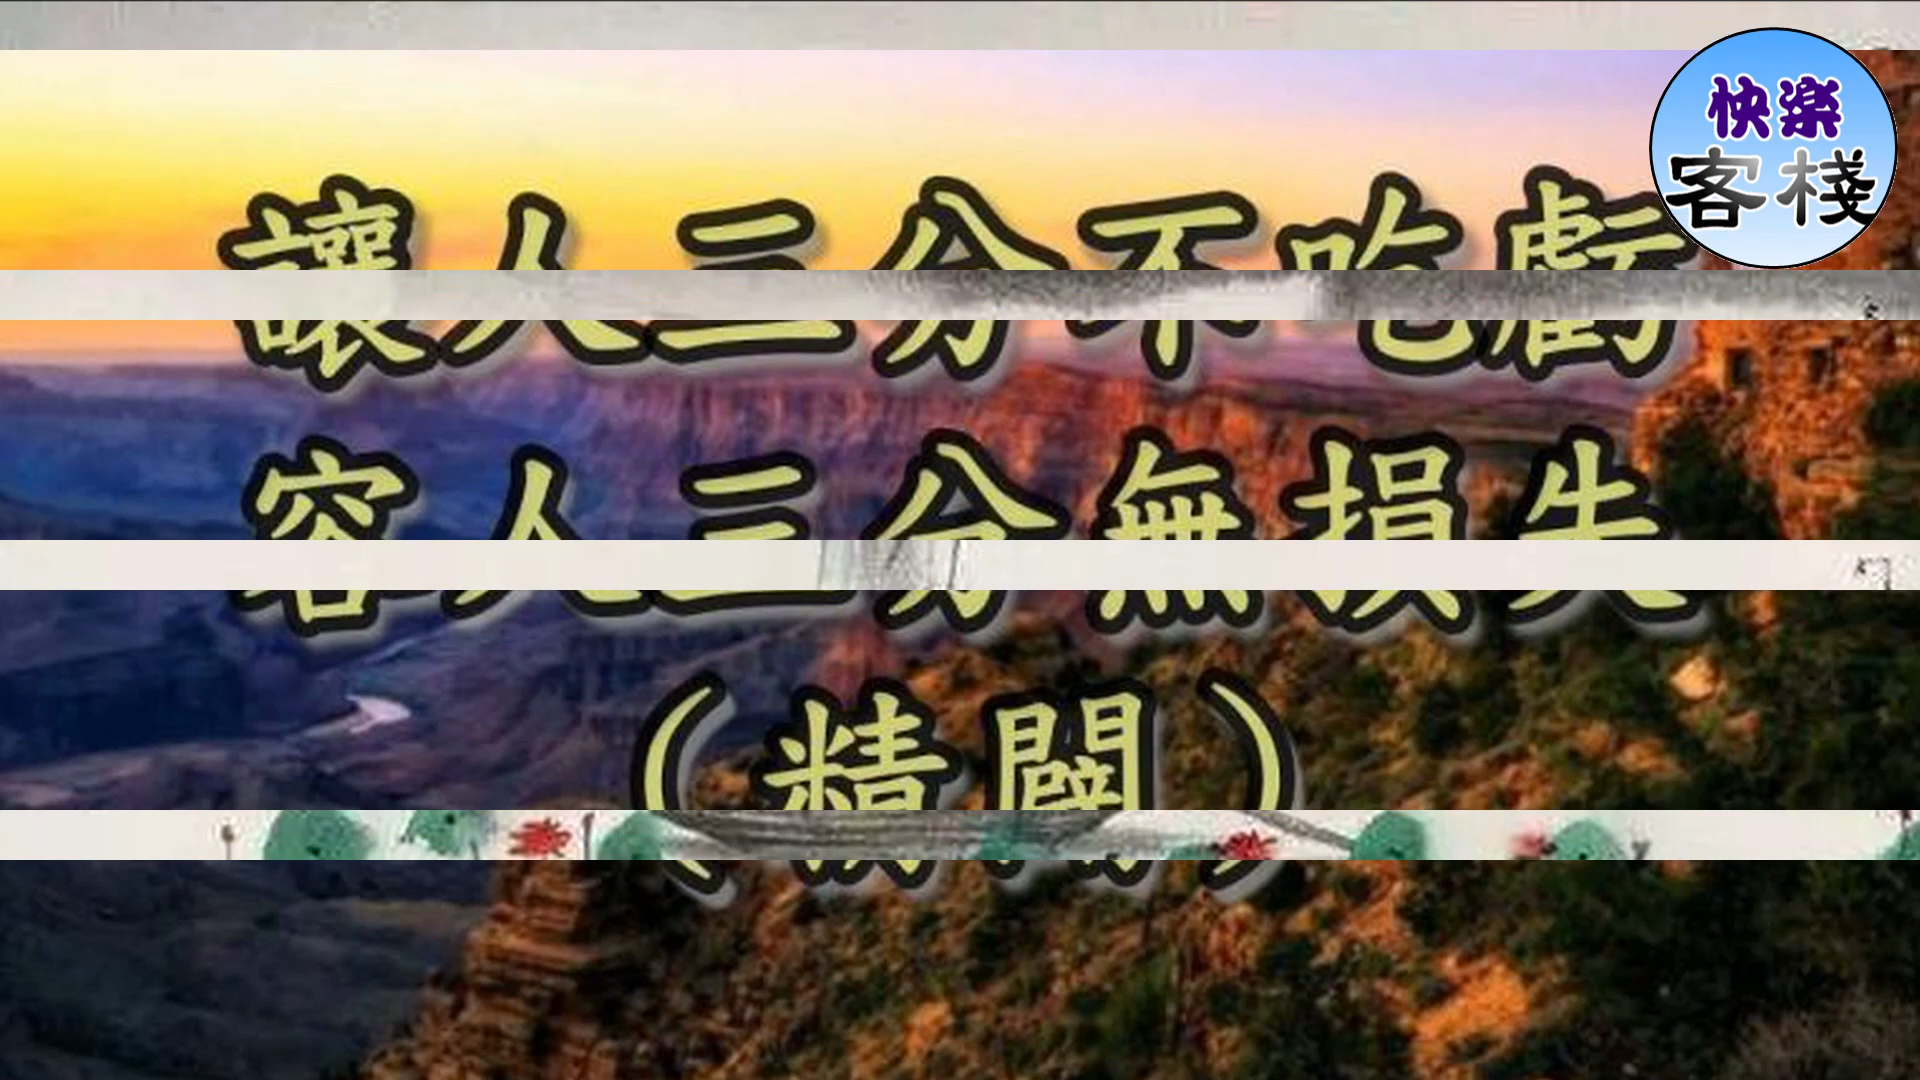 快楽
客棧
讓人三分不吃虧
容人三分無損失
（精闢）